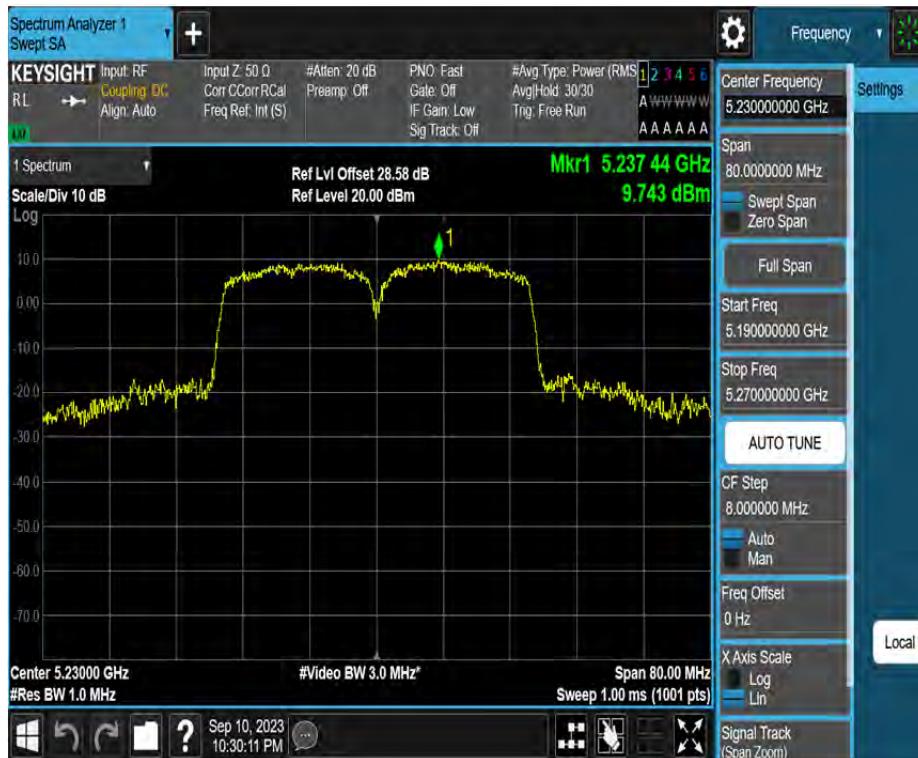 Spectrum Analyzer 1
Swept SA
+
Frequency
KEYSIGHT
RL
Input: RF
Coupling: DC
Align: Auto
Input Z: 50 Ω
Corr CCorr RCal
Freq Ref: Int (S)
#Atten: 20 dB
Preamp: Off
PNO: Fast
Gate: Off
IF Gain: Low
Sig Track: Off
#Avg Type: Power (RMS
Avg|Hold: 30/30
Trig: Free Run
1 2 3 4 5 6
A W W W W W
A A A A A A
1 Spectrum
Scale/Div 10 dB
Log
Ref Lvl Offset 28.58 dB
Ref Level 20.00 dBm
Mkr1 5.237 44 GHz
9.743 dBm
1
10.0
0.00
-10.0
-20.0
-30.0
-40.0
-50.0
-60.0
-70.0
Center 5.23000 GHz
#Res BW 1.0 MHz
#Video BW 3.0 MHz*
Span 80.00 MHz
Sweep 1.00 ms (1001 pts)
?
Sep 10, 2023
10:30:11 PM
Center Frequency
5.230000000 GHz
Span
80.0000000 MHz
Swept Span
Zero Span
Full Span
Start Freq
5.190000000 GHz
Stop Freq
5.270000000 GHz
AUTO TUNE
CF Step
8.000000 MHz
Auto
Man
Freq Offset
0 Hz
X Axis Scale
Log
Lin
Signal Track
(Span Zoom)
Settings
Local